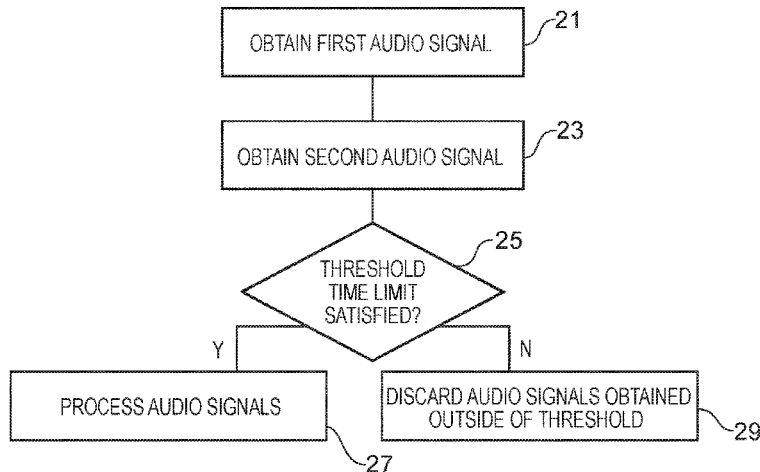 OBTAIN FIRST AUDIO SIGNAL
21
OBTAIN SECOND AUDIO SIGNAL
23
25
THRESHOLD
TIME LIMIT
SATISFIED?
Y
N
PROCESS AUDIO SIGNALS
27
DISCARD AUDIO SIGNALS OBTAINED
OUTSIDE OF THRESHOLD
29